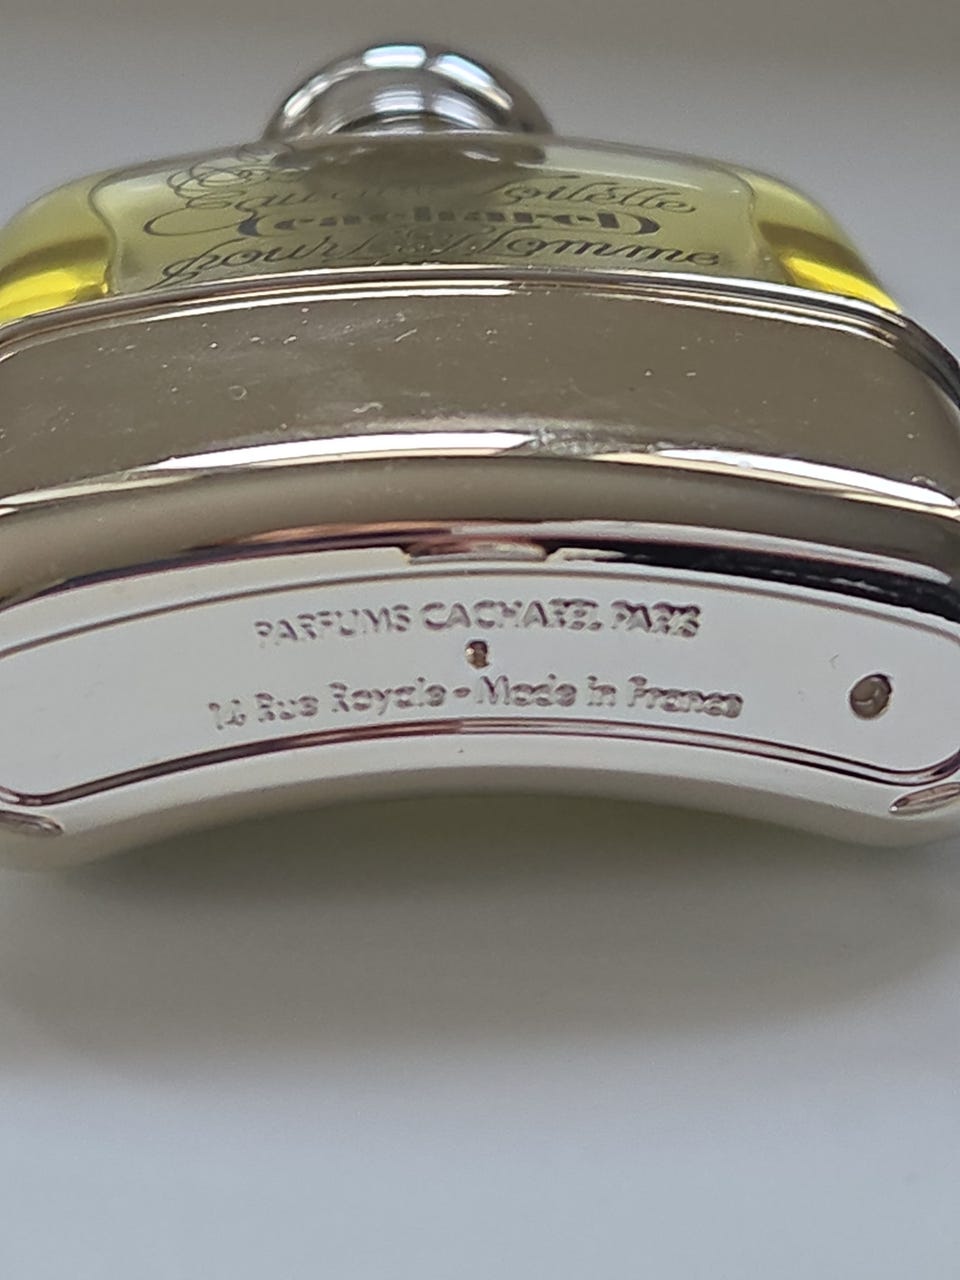 Eau de Toilette
cacharel
pour L'Homme
PARFUMS CACHAREL PARIS
14 Rue Royale - Made in France